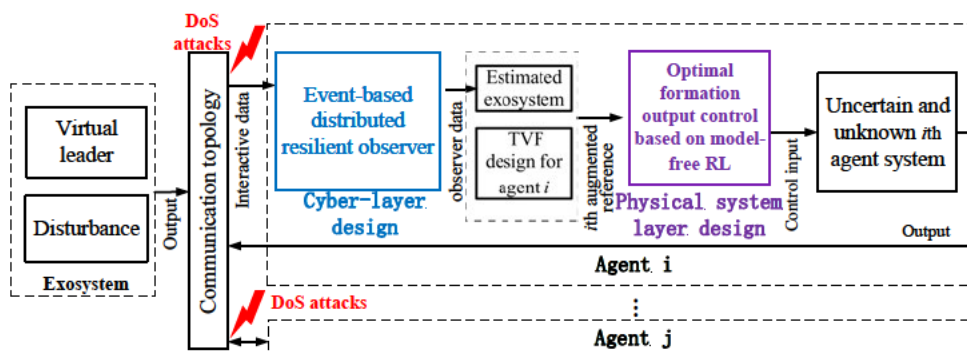 DoS
attacks
Virtual
leader
Disturbance
Exosystem
Output
Communication topology
Interactive data
Event-based
distributed
resilient observer
Cyber-layer.
design
observer data
Estimated
exosystem
TVF
design for
agent i
ith augmented
reference
Optimal
formation
output control
based on model-
free RL
Physical system
layer. design
Control input
Uncertain and
unknown ith
agent system
Output
Agent. i
DoS attacks
⋮
Agent. j